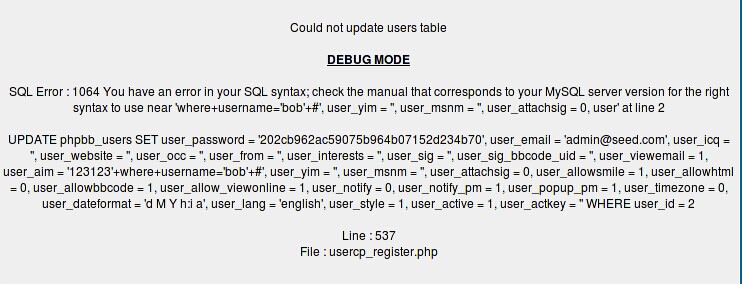 Could not update users table
DEBUG MODE
SQL Error : 1064 You have an error in your SQL syntax; check the manual that corresponds to your MySQL server version for the right
syntax to use near 'where+username='bob'+#', user_yim = '', user_msnm = '', user_attachsig = 0, user' at line 2
UPDATE phpbb_users SET user_password = '202cb962ac59075b964b07152d234b70', user_email = 'admin@seed.com', user_icq =
'', user_website = '', user_occ = '', user_from = '', user_interests = '', user_sig = '', user_sig_bbcode_uid = '', user_viewemail = 1,
user_aim = '123123'+where+username='bob'+#', user_yim = '', user_msnm = '', user_attachsig = 0, user_allowsmile = 1, user_allowhtml
= 0, user_allowbbcode = 1, user_allow_viewonline = 1, user_notify = 0, user_notify_pm = 1, user_popup_pm = 1, user_timezone = 0,
user_dateformat = 'd M Y h:i a', user_lang = 'english', user_style = 1, user_active = 1, user_actkey = '' WHERE user_id = 2
Line : 537
File : usercp_register.php